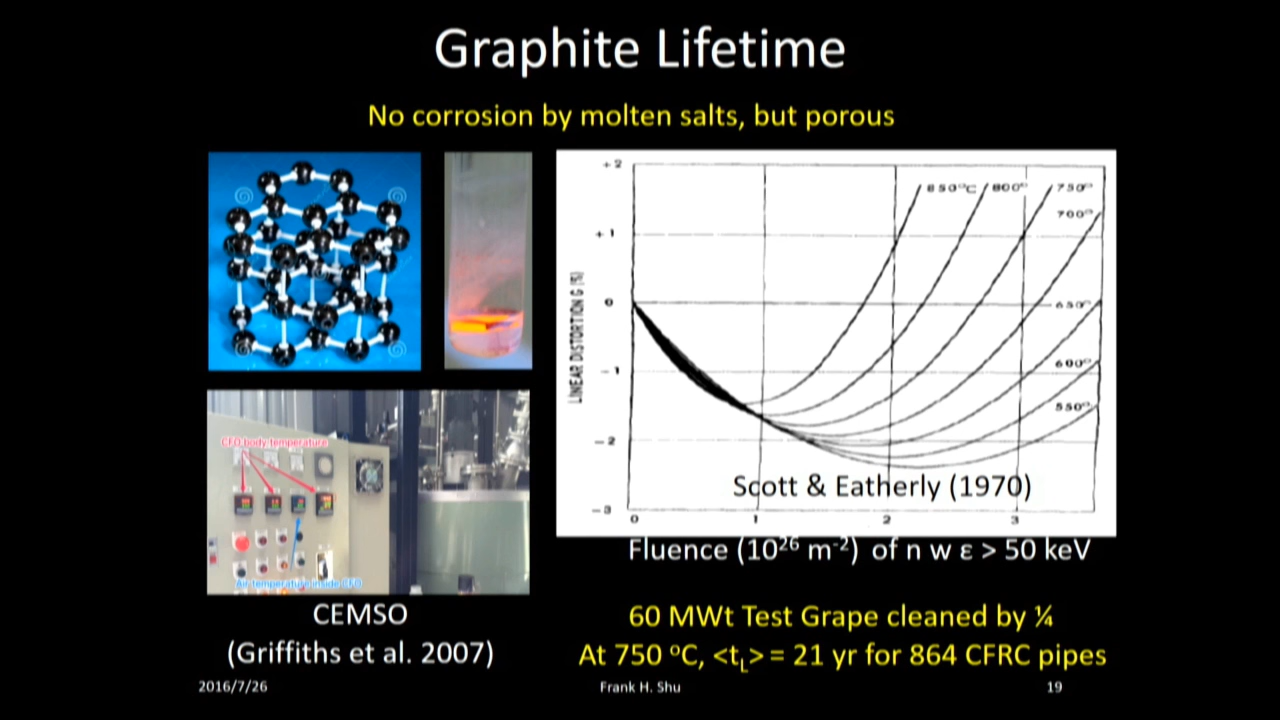 Graphite Lifetime
No corrosion by molten salts, but porous
CFO body temperature
Air temperature inside CFO
CEMSO
(Griffiths et al. 2007)
LINEAR DISTORTION G (%)
+2
+1
0
-1
-2
-3
850°C
800°
750°
700°
650°
600°
550°
Scott & Eatherly (1970)
0 1 2 3
Fluence (10²⁶ m⁻²) of n w ε > 50 keV
60 MWt Test Grape cleaned by ¼
At 750 °C, <t_L> = 21 yr for 864 CFRC pipes
2016/7/26
Frank H. Shu
19